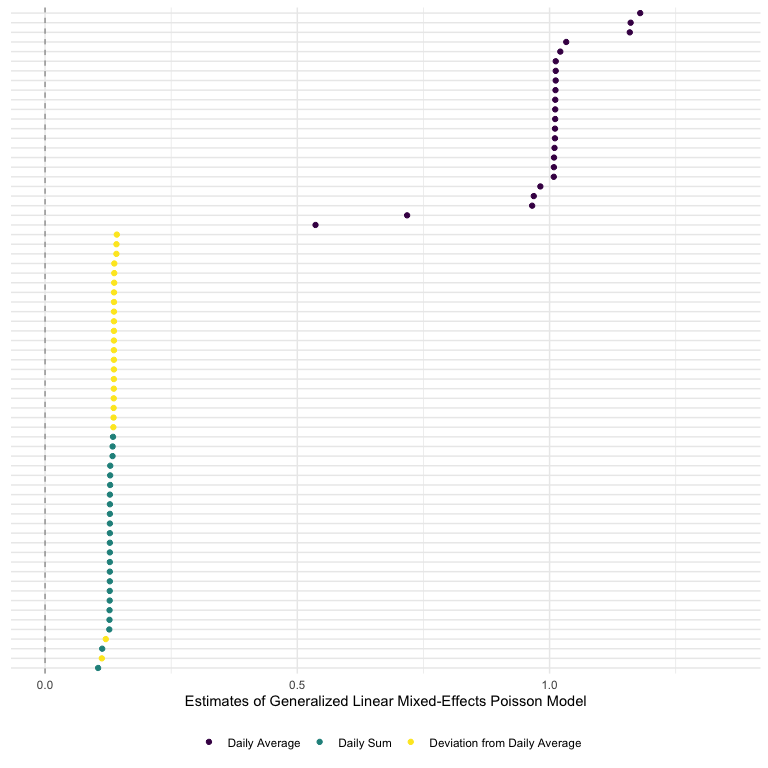 0.0 0.5 1.0
Estimates of Generalized Linear Mixed-Effects Poisson Model
Daily Average Daily Sum Deviation from Daily Average